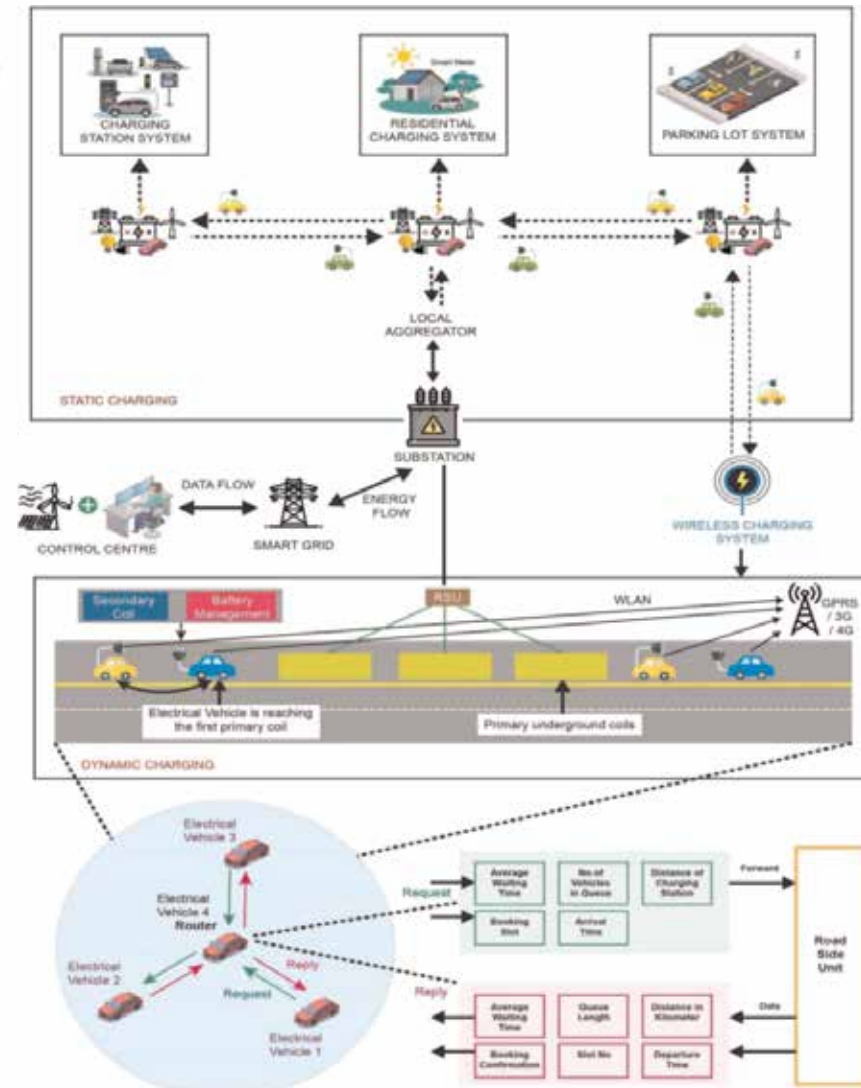 Smart Meter
CHARGING
STATION SYSTEM
RESIDENTIAL
CHARGING SYSTEM
PARKING LOT SYSTEM
LOCAL
AGGREGATOR
STATIC CHARGING
SUBSTATION
DATA FLOW
ENERGY
FLOW
CONTROL CENTRE
SMART GRID
WIRELESS CHARGING
SYSTEM
Secondary
Coil
Battery
Management
RSU
WLAN
GPRS
/ 3G
/ 4G
Electrical Vehicle is reaching
the first primary coil
Primary underground coils
DYNAMIC CHARGING
Electrical
Vehicle 3
Electrical
Vehicle 4
Router
Electrical
Vehicle 2
Reply
Request
Electrical
Vehicle 1
Request
Average
Waiting
Time
No of
Vehicles
in Queue
Distance of
Charging
Station
Forward
Booking
Slot
Arrival
Time
Road
Side
Unit
Reply
Average
Waiting
Time
Queue
Length
Distance in
Kilometer
Data
Booking
Confirmation
Slot No
Departure
Time